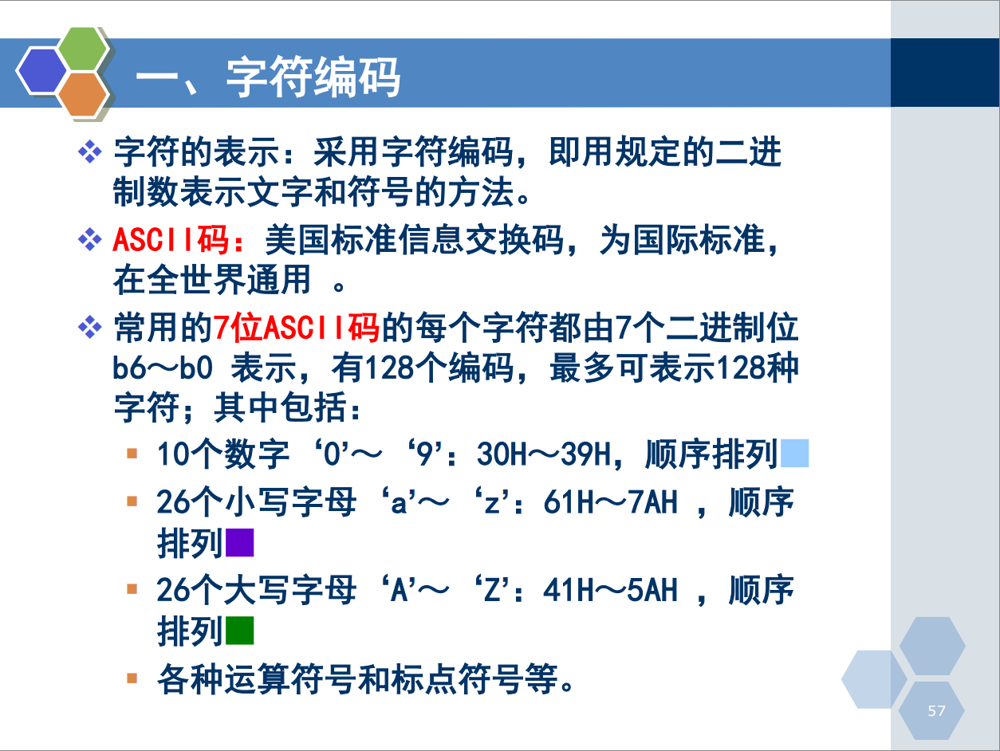 一、字符编码
字符的表示：采用字符编码，即用规定的二进
制数表示文字和符号的方法。
ASCII码：美国标准信息交换码，为国际标准，
在全世界通用 。
常用的7位ASCII码的每个字符都由7个二进制位
b6～b0 表示，有128个编码，最多可表示128种
字符；其中包括：
10个数字 ‘0’～ ‘9’：30H～39H，顺序排列
26个小写字母 ‘a’～ ‘z’：61H～7AH ，顺序
排列
26个大写字母 ‘A’～ ‘Z’：41H～5AH ，顺序
排列
各种运算符号和标点符号等。
57